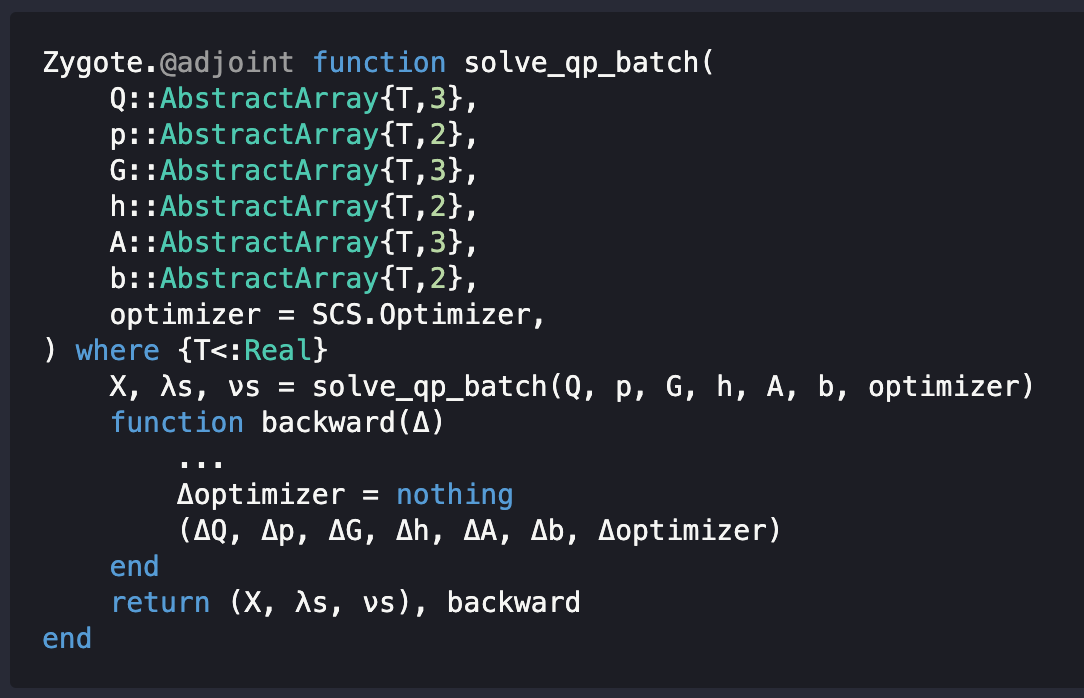 Zygote.@adjoint function solve_qp_batch(
    Q::AbstractArray{T,3},
    p::AbstractArray{T,2},
    G::AbstractArray{T,3},
    h::AbstractArray{T,2},
    A::AbstractArray{T,3},
    b::AbstractArray{T,2},
    optimizer = SCS.Optimizer,
) where {T<:Real}
    X, λs, νs = solve_qp_batch(Q, p, G, h, A, b, optimizer)
    function backward(Δ)
        ...
        Δoptimizer = nothing
        (ΔQ, Δp, ΔG, Δh, ΔA, Δb, Δoptimizer)
    end
    return (X, λs, νs), backward
end